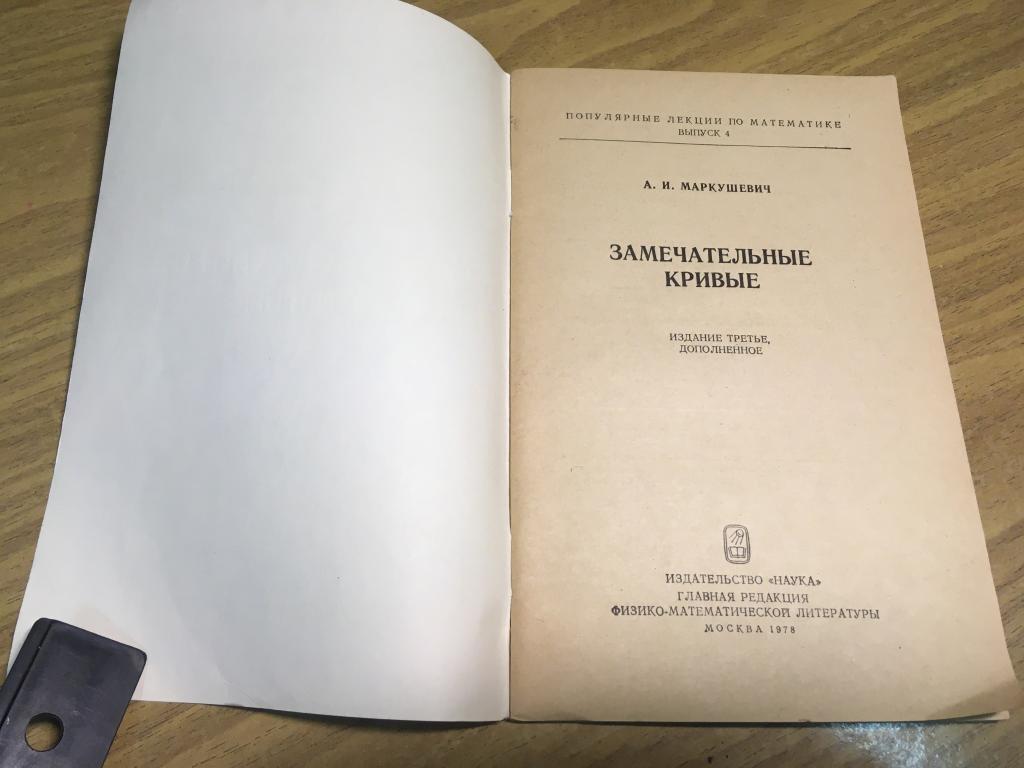 ПОПУЛЯРНЫЕ ЛЕКЦИИ ПО МАТЕМАТИКЕ
ВЫПУСК 4
А. И. МАРКУШЕВИЧ
ЗАМЕЧАТЕЛЬНЫЕ
КРИВЫЕ
ИЗДАНИЕ ТРЕТЬЕ,
ДОПОЛНЕННОЕ
ИЗДАТЕЛЬСТВО «НАУКА»
ГЛАВНАЯ РЕДАКЦИЯ
ФИЗИКО-МАТЕМАТИЧЕСКОЙ ЛИТЕРАТУРЫ
МОСКВА 1978